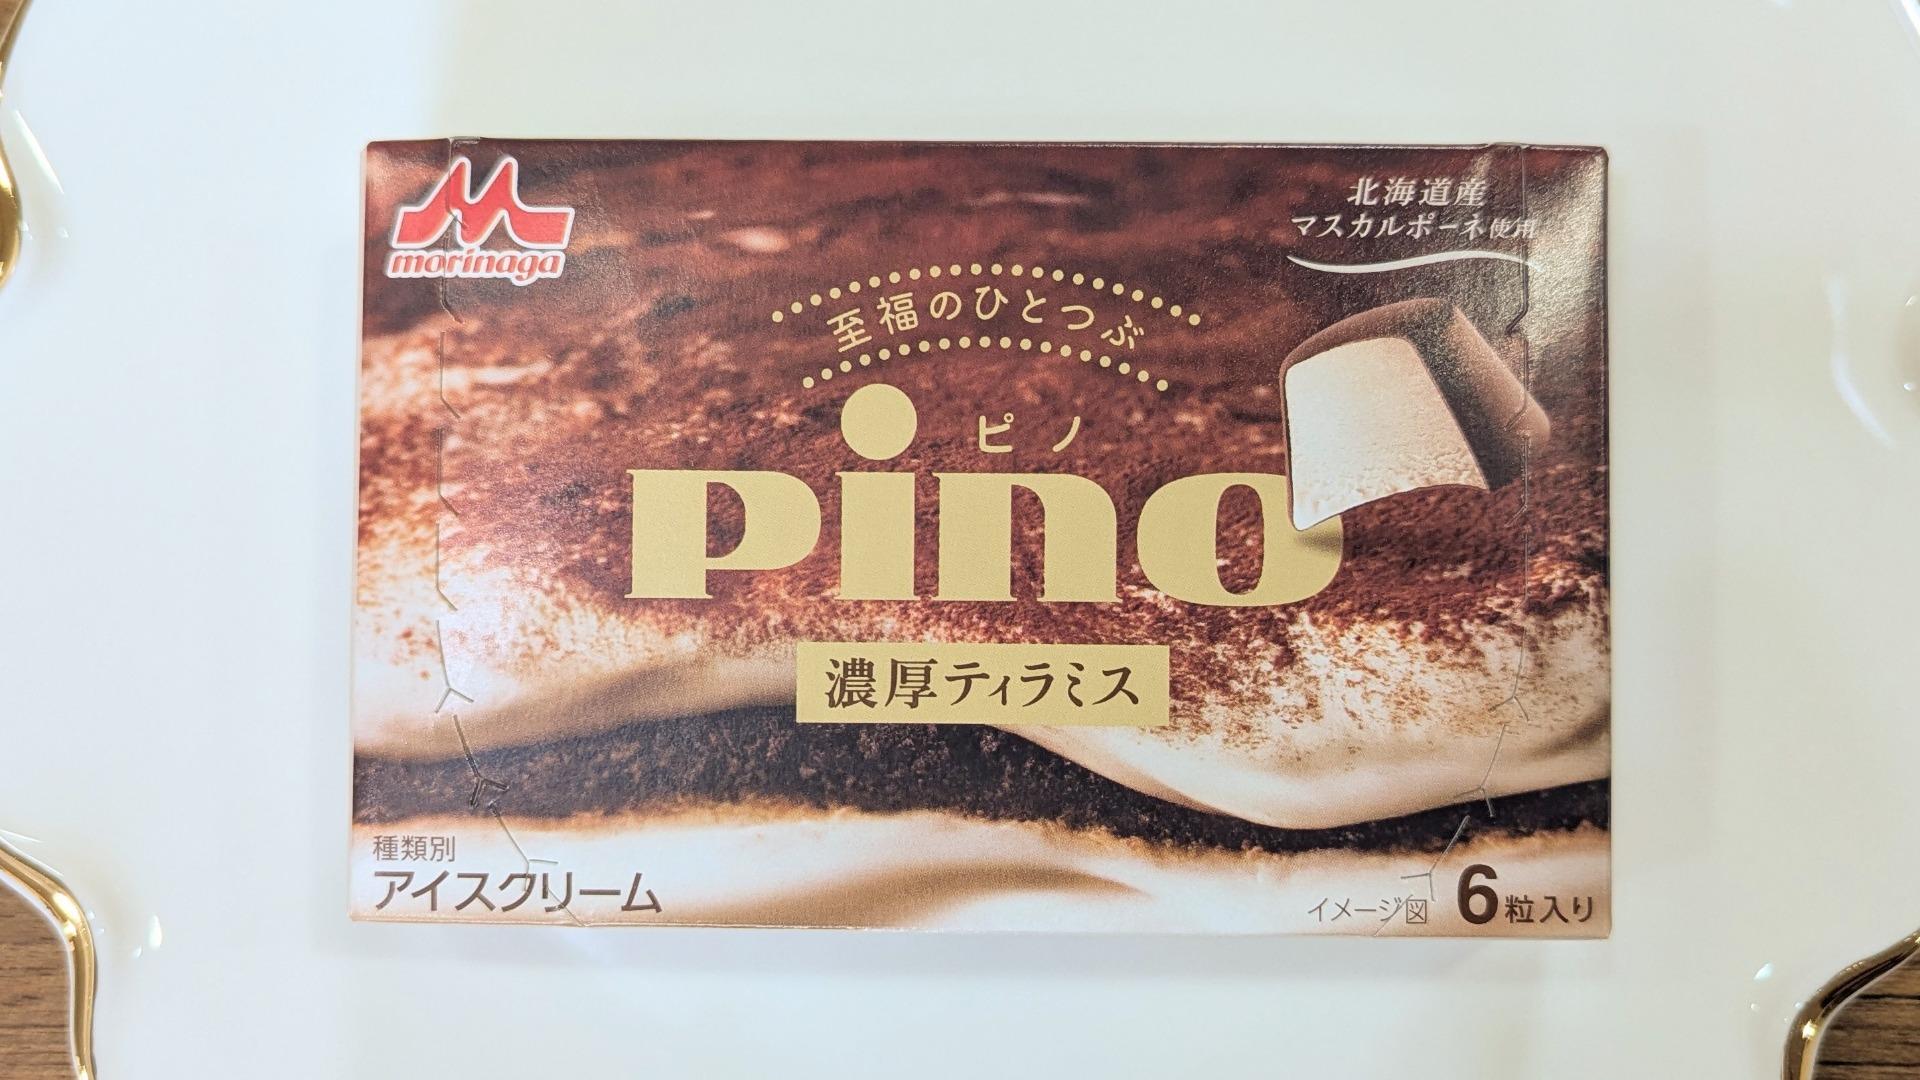 morinaga
北海道産
マスカルポーネ使用
至福のひとつぶ
ピノ
pino
濃厚ティラミス
種類別
アイスクリーム
イメージ図
6粒入り